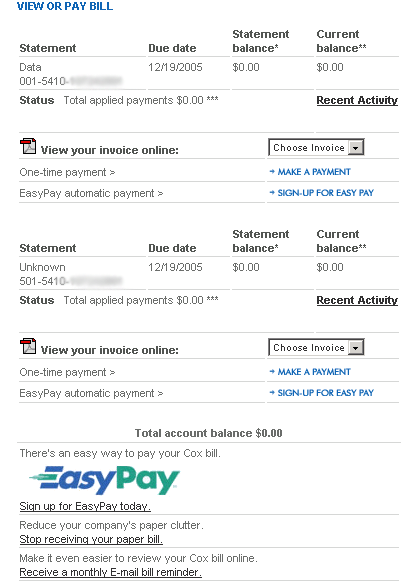 VIEW OR PAY BILL
Statement Due date Statement balance* Current balance**
Data 12/19/2005 $0.00 $0.00
001-5410-
Status Total applied payments $0.00 *** Recent Activity
View your invoice online: Choose Invoice
One-time payment > MAKE A PAYMENT
EasyPay automatic payment > SIGN-UP FOR EASY PAY
Statement Due date Statement balance* Current balance**
Unknown 12/19/2005 $0.00 $0.00
501-5410-
Status Total applied payments $0.00 *** Recent Activity
View your invoice online: Choose Invoice
One-time payment > MAKE A PAYMENT
EasyPay automatic payment > SIGN-UP FOR EASY PAY
Total account balance $0.00
There's an easy way to pay your Cox bill.
EasyPay
Sign up for EasyPay today.
Reduce your company's paper clutter.
Stop receiving your paper bill.
Make it even easier to review your Cox bill online.
Receive a monthly E-mail bill reminder.